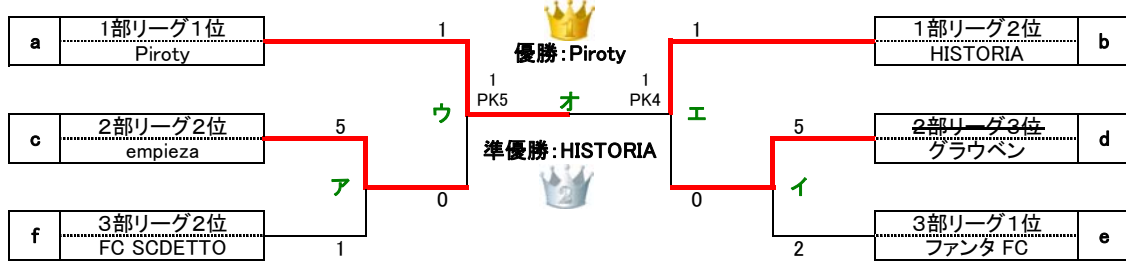 a
1部リーグ1位
Piroty
1
優勝:Piroty
1
1部リーグ2位
HISTORIA
b
1
PK5
オ
1
PK4
ウ
エ
c
2部リーグ2位
empieza
5
準優勝:HISTORIA
5
2部リーグ3位
グラウベン
d
2
ア
0
0
イ
f
3部リーグ2位
FC SCDETTO
1
2
3部リーグ1位
ファンタ FC
e